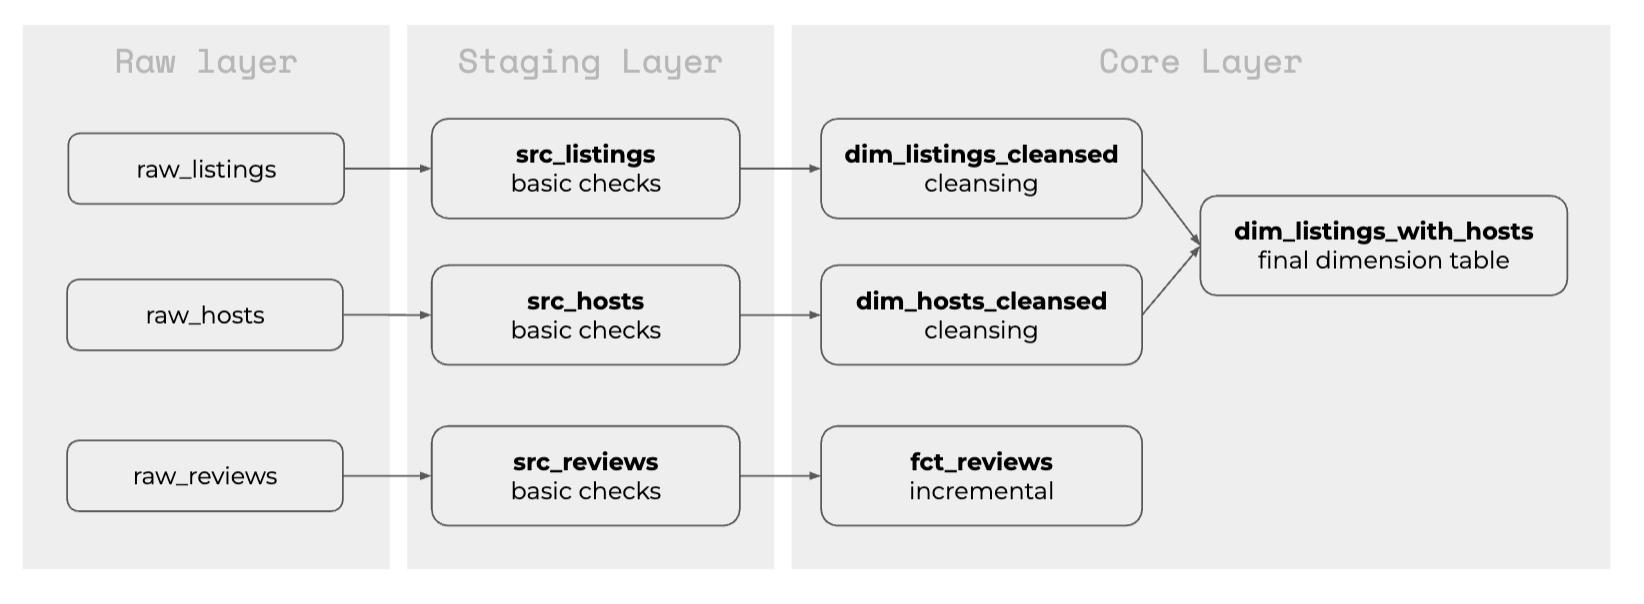 Raw layer
raw_listings
raw_hosts
raw_reviews
Staging Layer
src_listings
basic checks
src_hosts
basic checks
src_reviews
basic checks
Core Layer
dim_listings_cleansed
cleansing
dim_hosts_cleansed
cleansing
fct_reviews
incremental
dim_listings_with_hosts
final dimension table